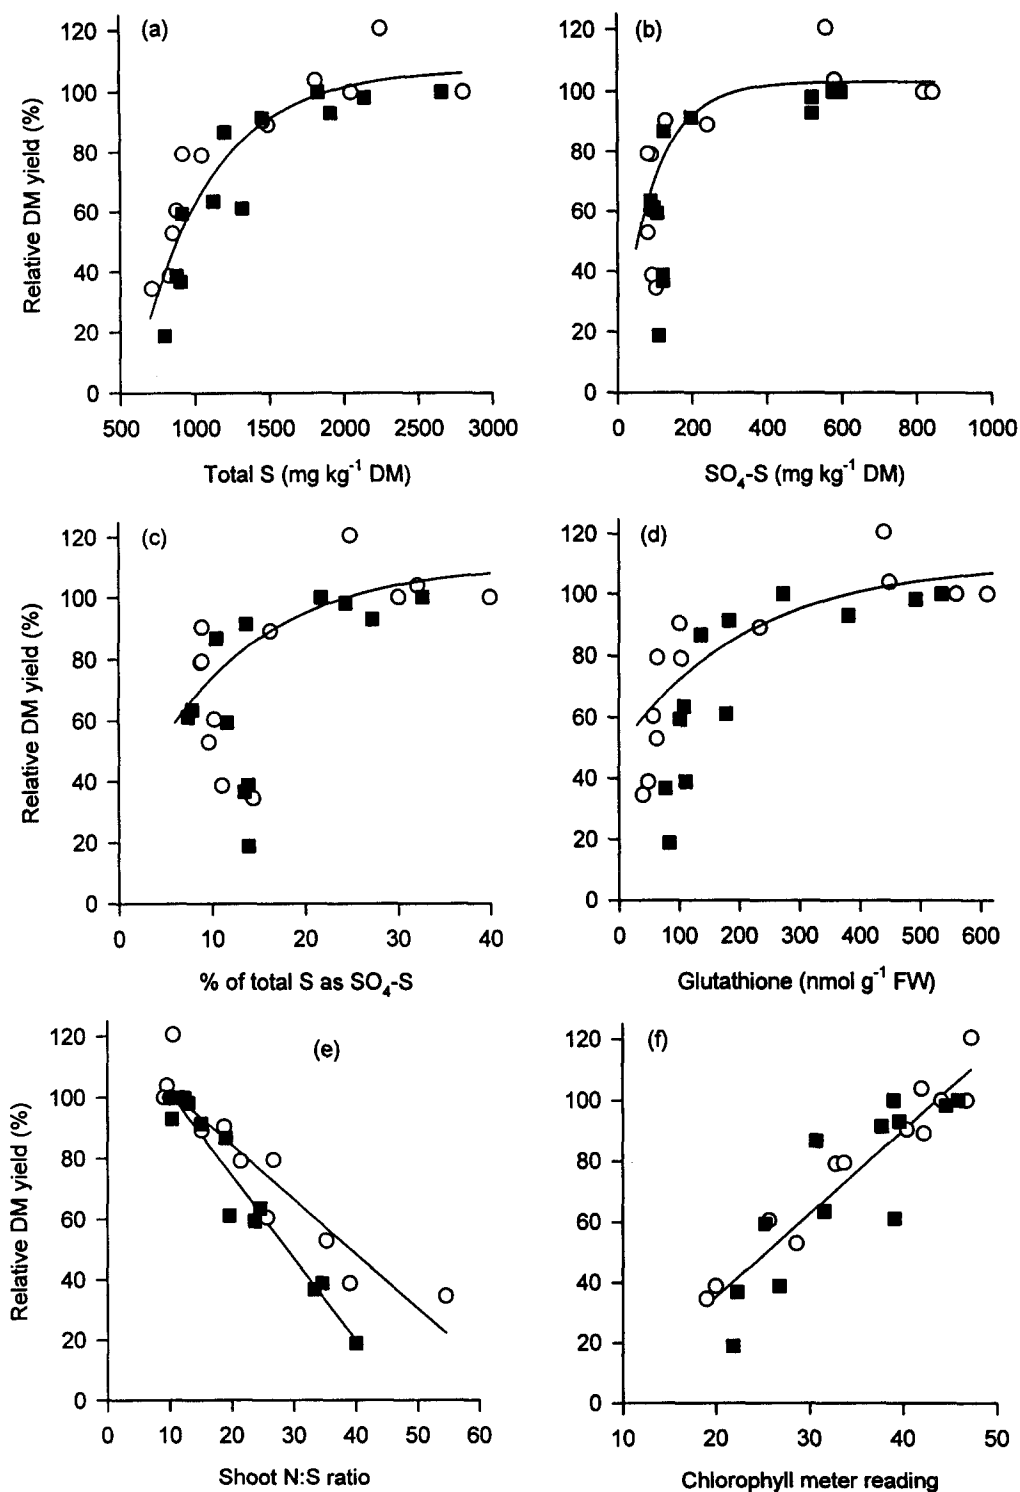 (a)
Relative DM yield (%)
120
100
80
60
40
20
0
500 1000 1500 2000 2500 3000
Total S (mg kg⁻¹ DM)
(b)
120
100
80
60
40
20
0
0 200 400 600 800 1000
SO₄-S (mg kg⁻¹ DM)
(c)
Relative DM yield (%)
120
100
80
60
40
20
0
0 10 20 30 40
% of total S as SO₄-S
(d)
120
100
80
60
40
20
0
0 100 200 300 400 500 600
Glutathione (nmol g⁻¹ FW)
(e)
Relative DM yield (%)
120
100
80
60
40
20
0
0 10 20 30 40 50 60
Shoot N:S ratio
(f)
120
100
80
60
40
20
0
10 20 30 40 50
Chlorophyll meter reading